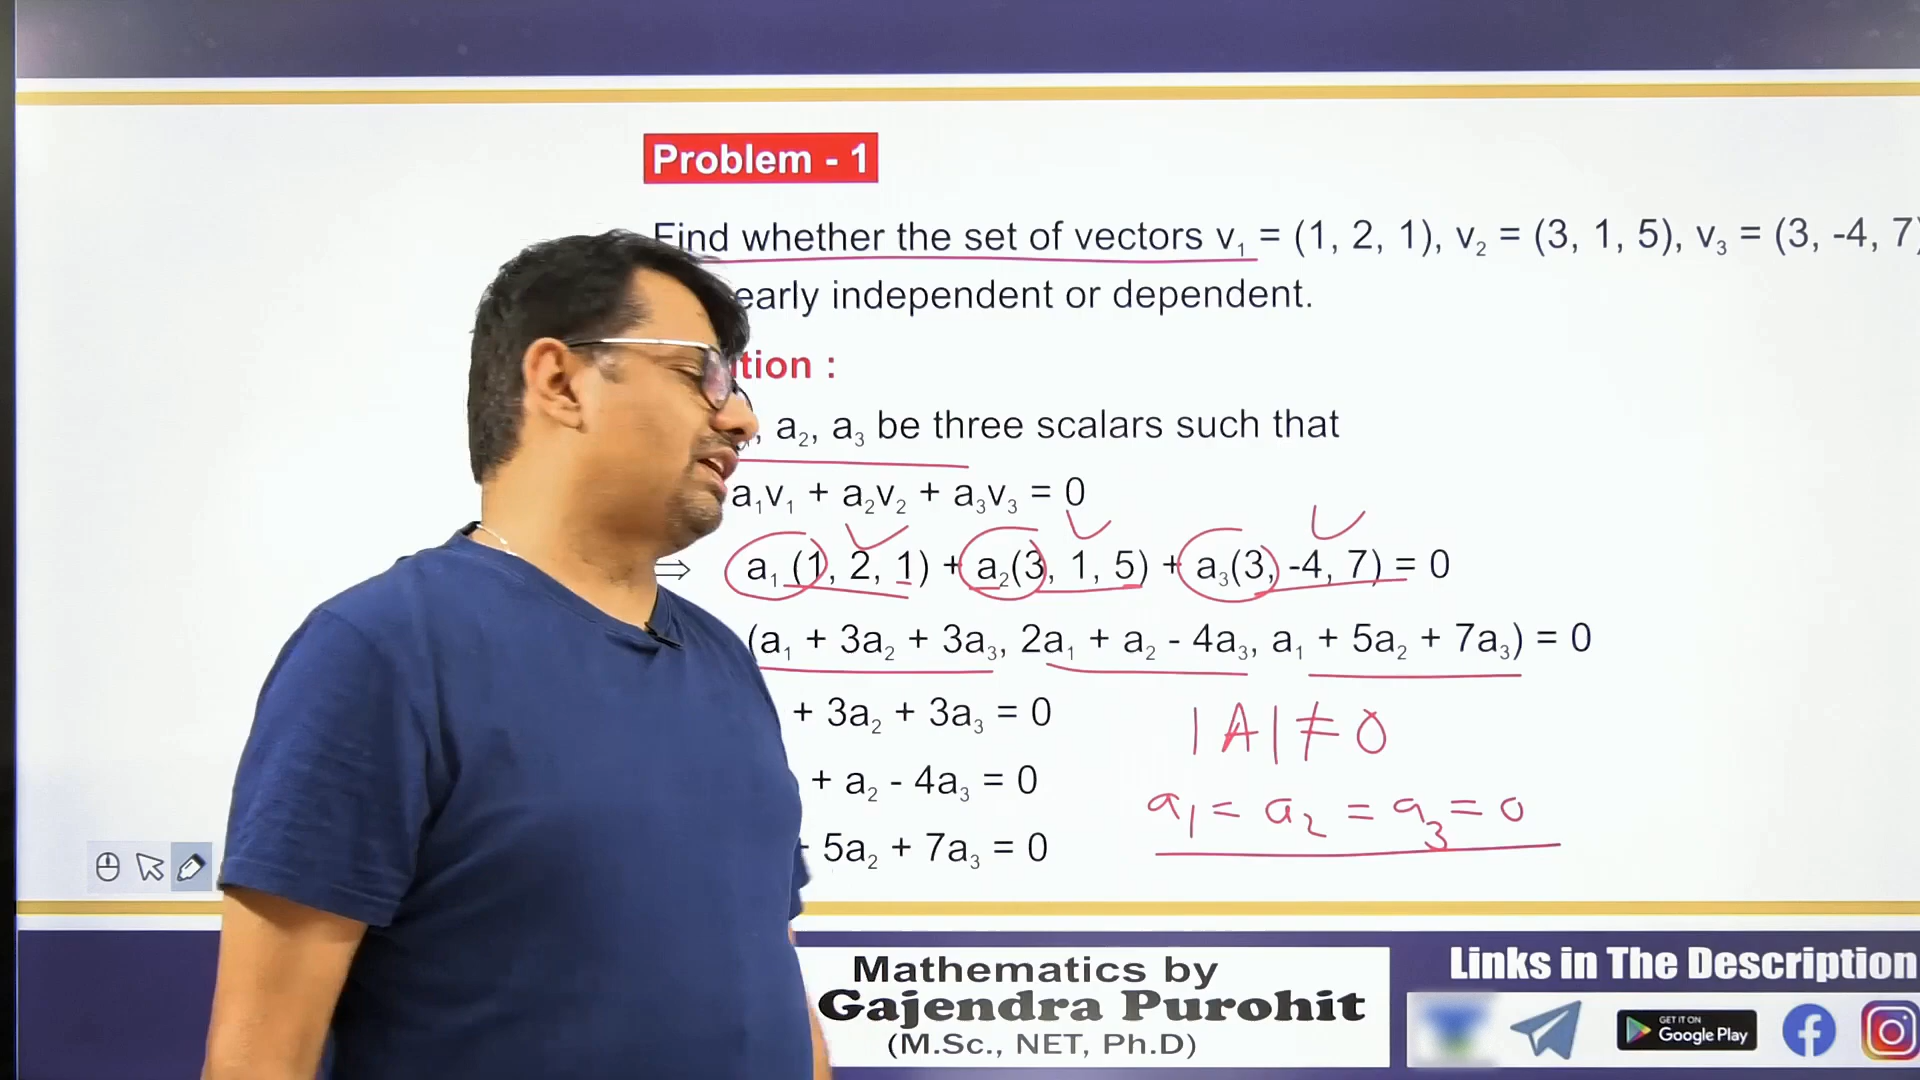 Problem - 1
Find whether the set of vectors v₁ = (1, 2, 1), v₂ = (3, 1, 5), v₃ = (3, -4, 7)
early independent or dependent.
tion :
, a₂, a₃ be three scalars such that
a₁v₁ + a₂v₂ + a₃v₃ = 0
⇒ a₁ (1, 2, 1) + a₂(3, 1, 5) + a₃(3, -4, 7) = 0
(a₁ + 3a₂ + 3a₃, 2a₁ + a₂ - 4a₃, a₁ + 5a₂ + 7a₃) = 0
+ 3a₂ + 3a₃ = 0
|A| ≠ 0
+ a₂ - 4a₃ = 0
a₁ = a₂ = a₃ = 0
+ 5a₂ + 7a₃ = 0
Mathematics by
Gajendra Purohit
(M.Sc., NET, Ph.D)
Links in The Description
GET IT ON
Google Play